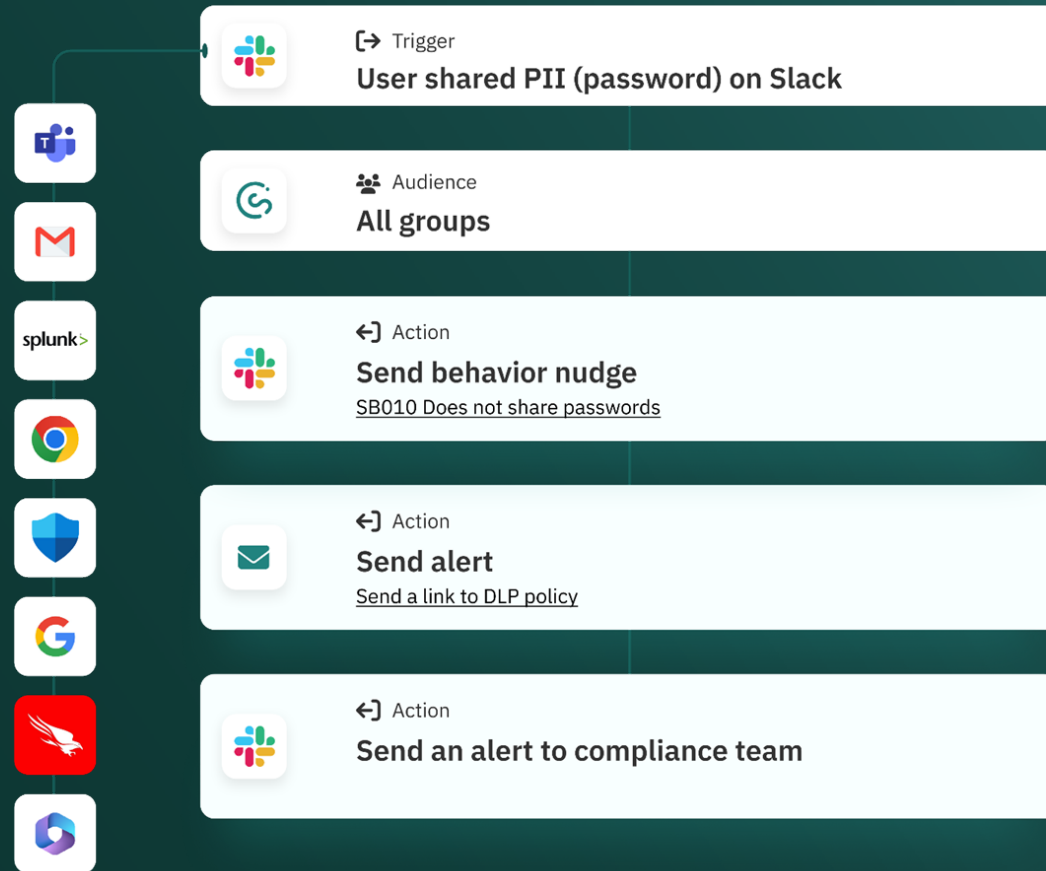 Trigger
User shared PII (password) on Slack
T
Audience
All groups
splunk>
Action
Send behavior nudge
SB010 Does not share passwords
Action
Send alert
Send a link to DLP policy
Action
Send an alert to compliance team